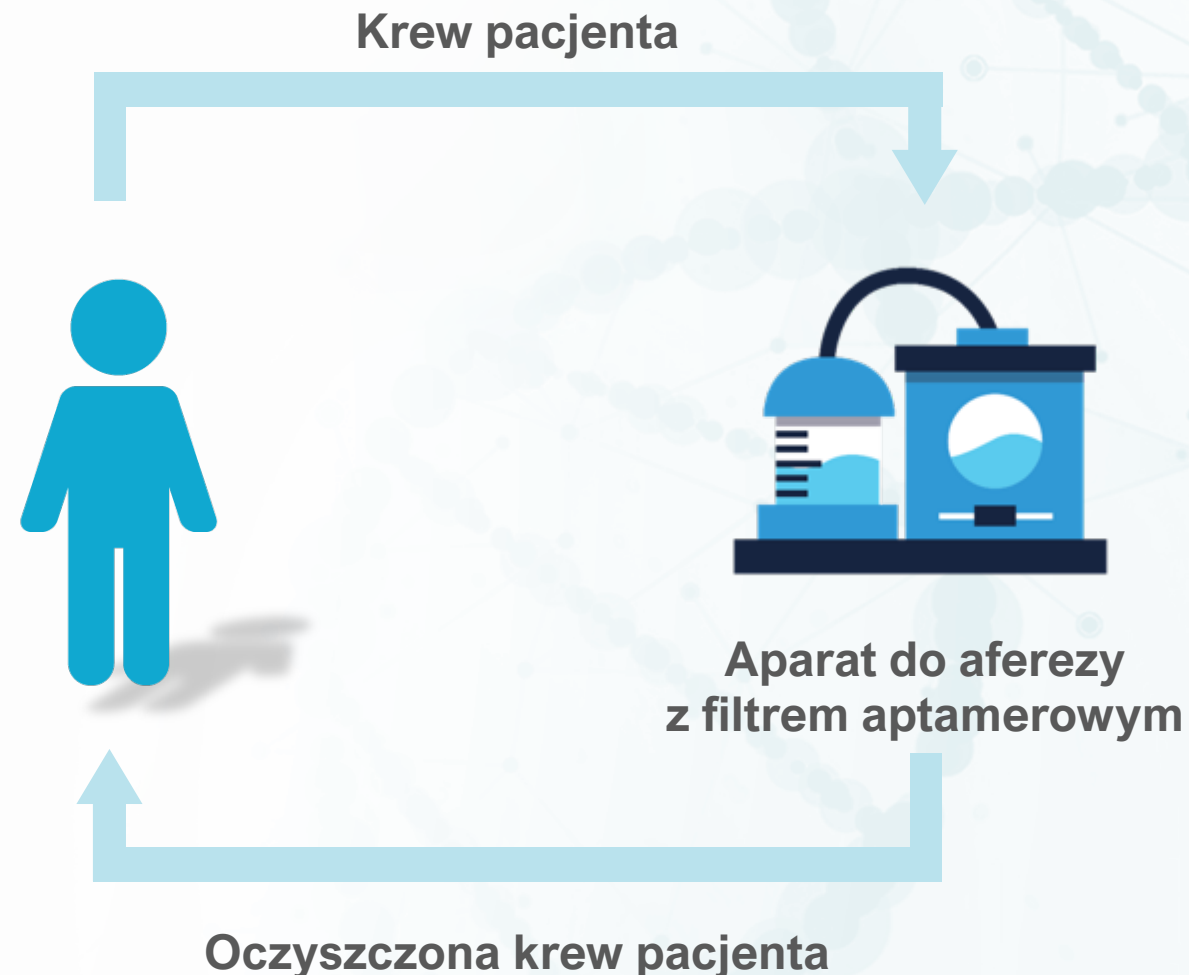 Krew pacjenta
Aparat do aferezy
z filtrem aptamerowym
Oczyszczona krew pacjenta